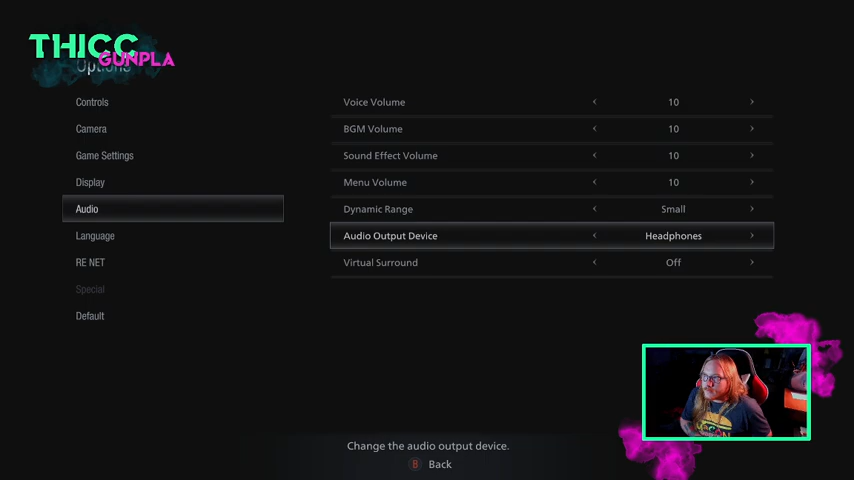 THICC
GUNPLA
Options
Controls
Camera
Game Settings
Display
Audio
Language
RE NET
Special
Default
Voice Volume < 10 >
BGM Volume < 10 >
Sound Effect Volume < 10 >
Menu Volume < 10 >
Dynamic Range < Small >
Audio Output Device < Headphones >
Virtual Surround < Off >
Change the audio output device.
B Back